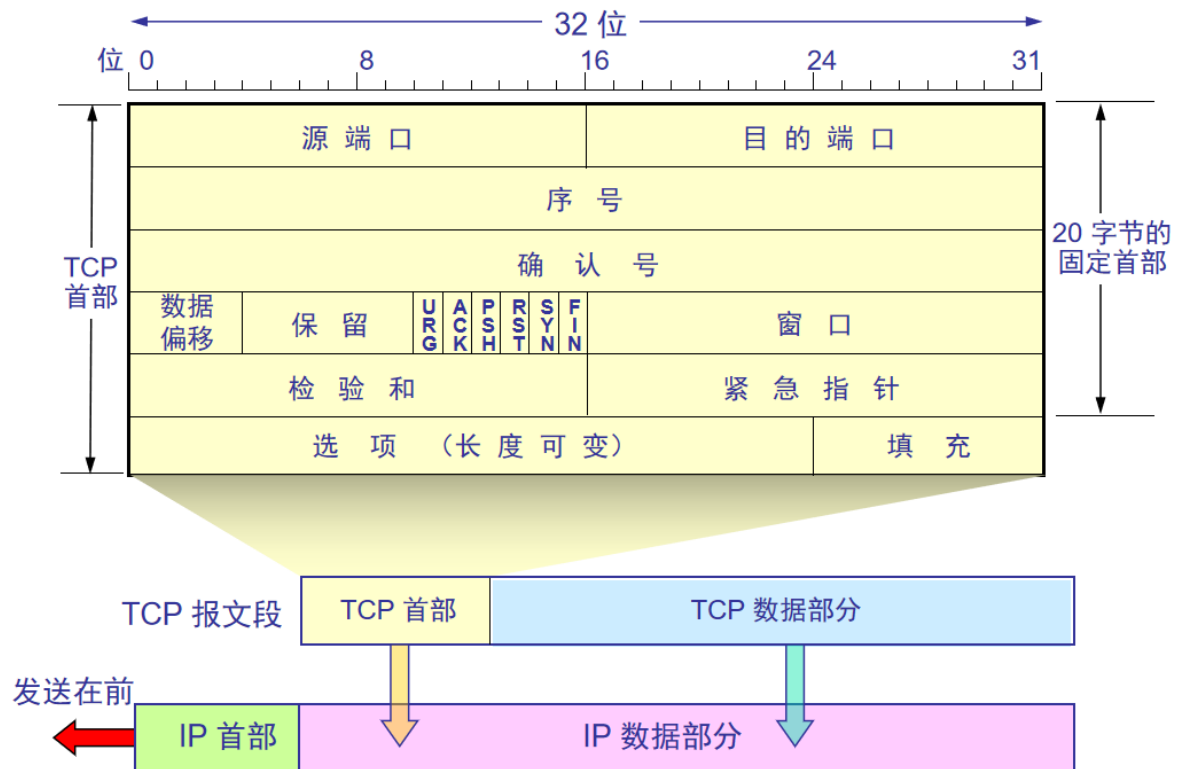 32 位
位 0 8 16 24 31
源 端 口 目 的 端 口
序 号
确 认 号
TCP
首部
20 字节的
固定首部
数据
偏移
保 留
URG
ACK
PSH
RST
SYN
FIN
窗 口
检 验 和 紧 急 指 针
选 项 （长 度 可 变） 填 充
TCP 报文段 TCP 首部 TCP 数据部分
发送在前
IP 首部 IP 数据部分